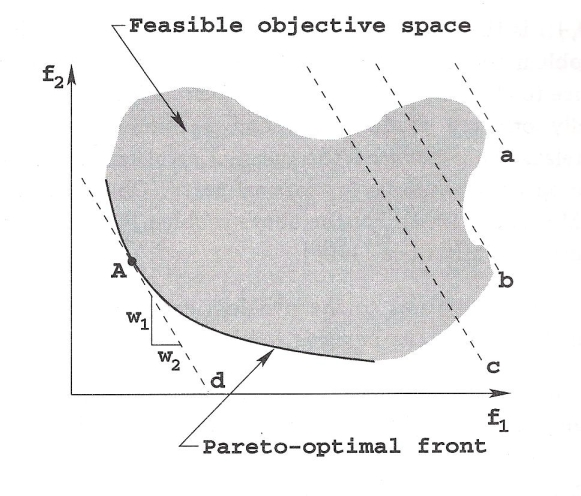 Feasible objective space
f2
a
A
b
w1
w2
c
d
f1
Pareto-optimal front